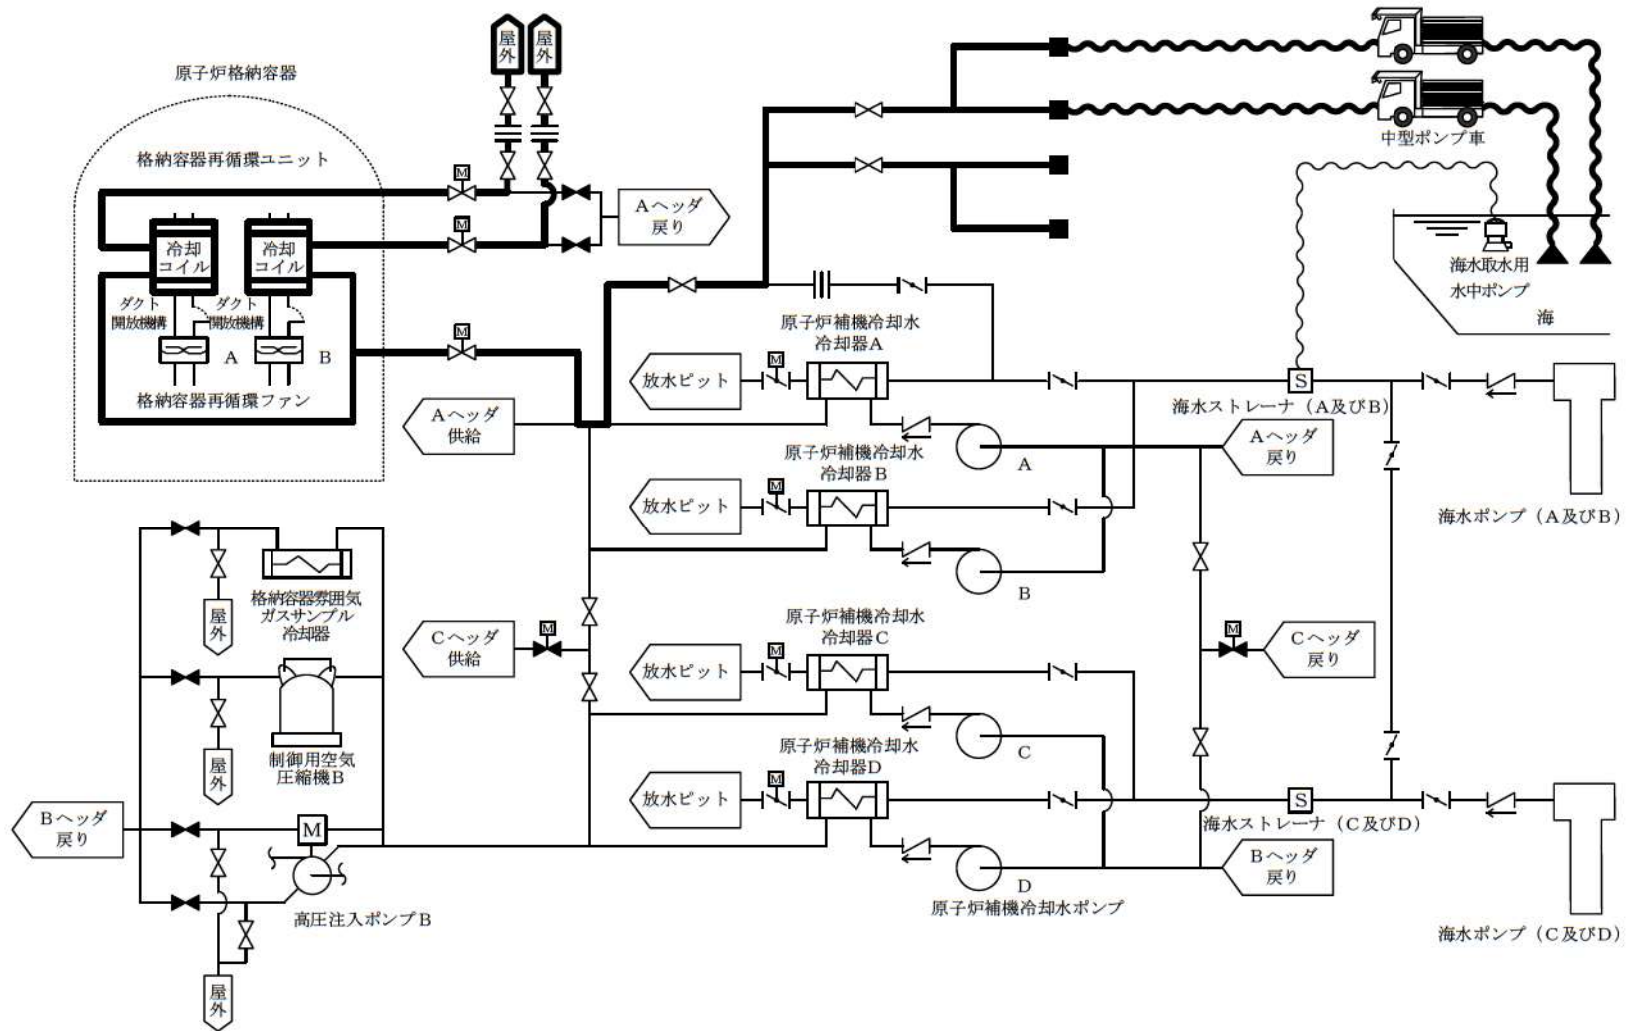 屋外
屋外
原子炉格納容器
格納容器再循環ユニット
M
M
冷却
コイル
冷却
コイル
ダクト
開放機構
ダクト
開放機構
A
B
格納容器再循環ファン
M
Aヘッダ
戻り
中型ポンプ車
海水取水用
水中ポンプ
海
原子炉補機冷却水
冷却器A
放水ピット
M
Aヘッダ
供給
S
海水ストレーナ(A及びB)
Aヘッダ
戻り
A
原子炉補機冷却水
冷却器B
放水ピット
M
B
海水ポンプ(A及びB)
格納容器雰囲気
ガスサンプル
冷却器
屋外
Cヘッダ
供給
M
原子炉補機冷却水
冷却器C
放水ピット
M
C
M
Cヘッダ
戻り
制御用空気
圧縮機B
屋外
原子炉補機冷却水
冷却器D
放水ピット
M
S
海水ストレーナ(C及びD)
Bヘッダ
戻り
M
D
原子炉補機冷却水ポンプ
Bヘッダ
戻り
高圧注入ポンプB
海水ポンプ(C及びD)
屋外